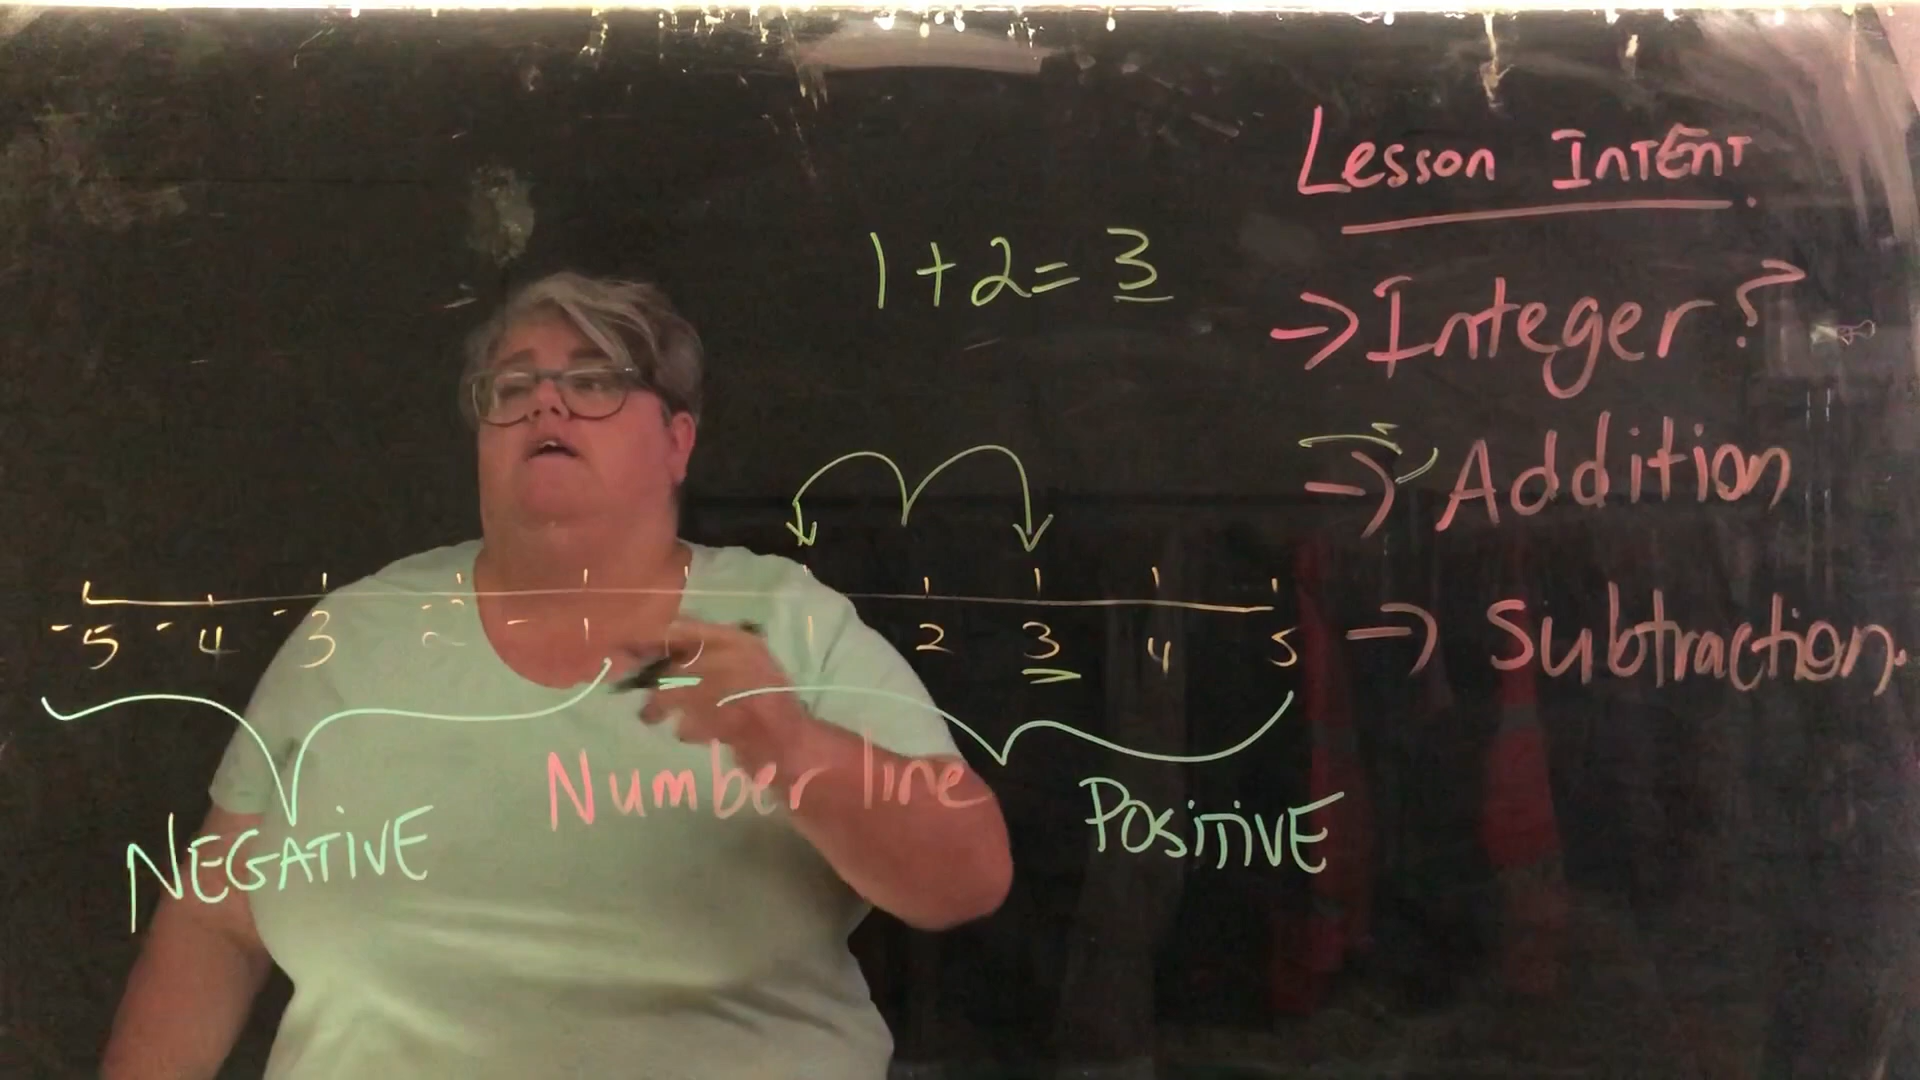 Lesson Intent
1+2=3
→ Integer?
→ Addition
→ Subtraction.
-5 -4 -3 -2 -1 0 1 2 3 4 5
Number line
NEGATiVE
POSiTiVE